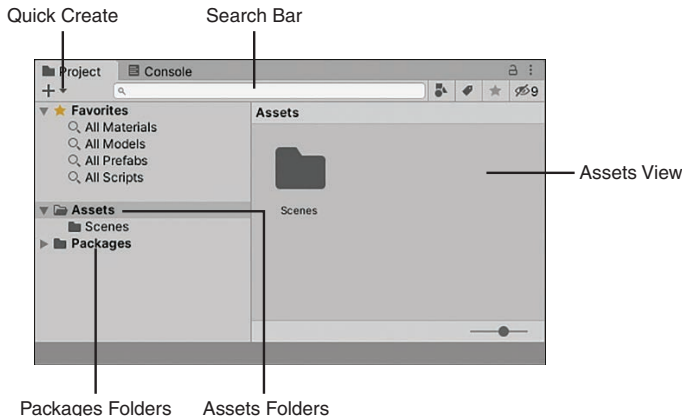 Quick Create
Search Bar
Project
Console
9
Favorites
All Materials
All Models
All Prefabs
All Scripts
Assets
Scenes
Packages
Assets
Scenes
Assets View
Packages Folders
Assets Folders